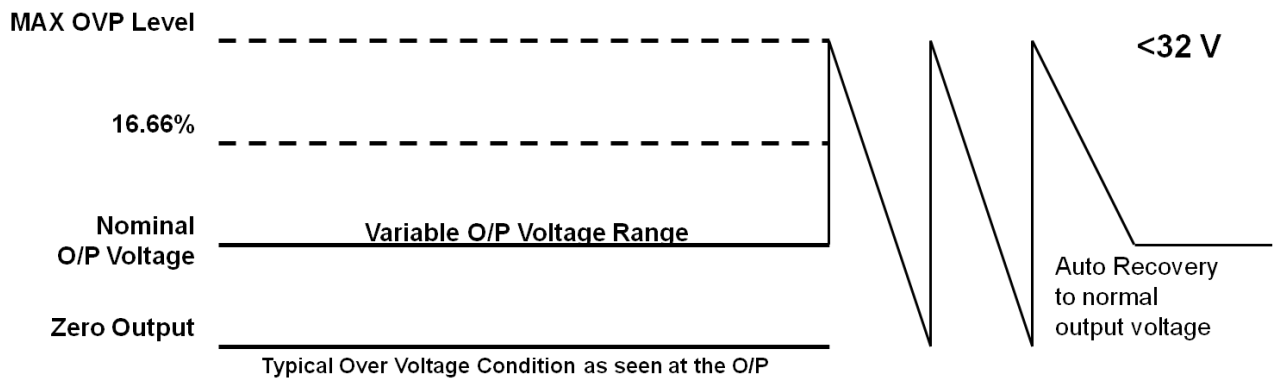 MAX OVP Level
<32 V
16.66%
Nominal
O/P Voltage
Variable O/P Voltage Range
Auto Recovery
to normal
output voltage
Zero Output
Typical Over Voltage Condition as seen at the O/P